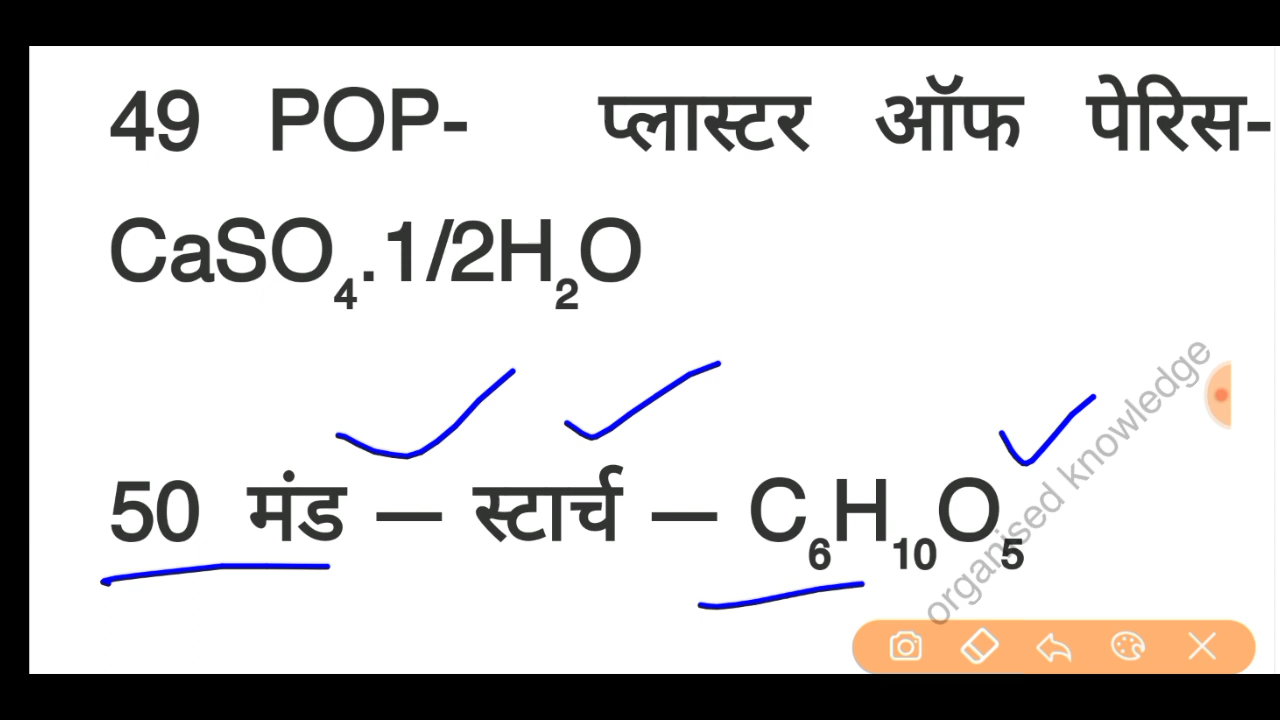 49 POP- प्लास्टर ऑफ पेरिस-
CaSO₄.1/2H₂O
50 मंड — स्टार्च — C₆H₁₀O₅
organised knowledge